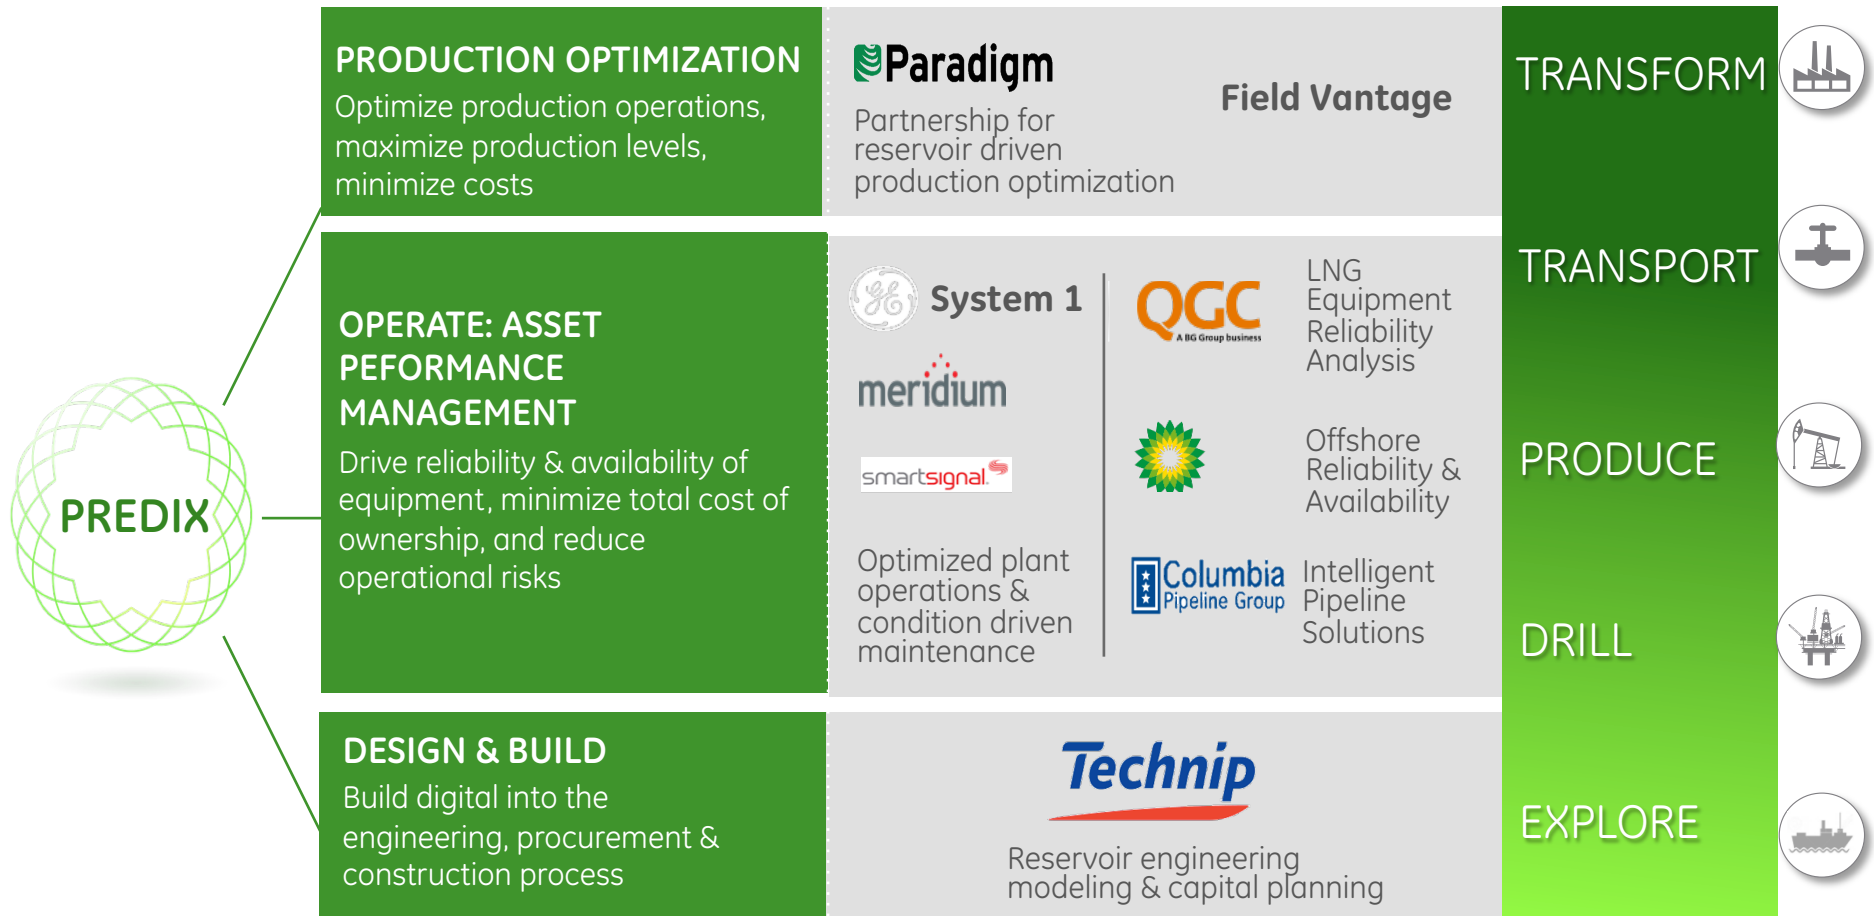 PREDIX
PRODUCTION OPTIMIZATION
Optimize production operations,
maximize production levels,
minimize costs
Paradigm
Partnership for
reservoir driven
production optimization
Field Vantage
OPERATE: ASSET
PEFORMANCE
MANAGEMENT
Drive reliability & availability of
equipment, minimize total cost of
ownership, and reduce
operational risks
GE
System 1
meridium
smartsignal
Optimized plant
operations &
condition driven
maintenance
QGC
A BG Group business
LNG
Equipment
Reliability
Analysis
Offshore
Reliability &
Availability
Columbia
Pipeline Group
Intelligent
Pipeline
Solutions
DESIGN & BUILD
Build digital into the
engineering, procurement &
construction process
Technip
Reservoir engineering
modeling & capital planning
TRANSFORM
TRANSPORT
PRODUCE
DRILL
EXPLORE